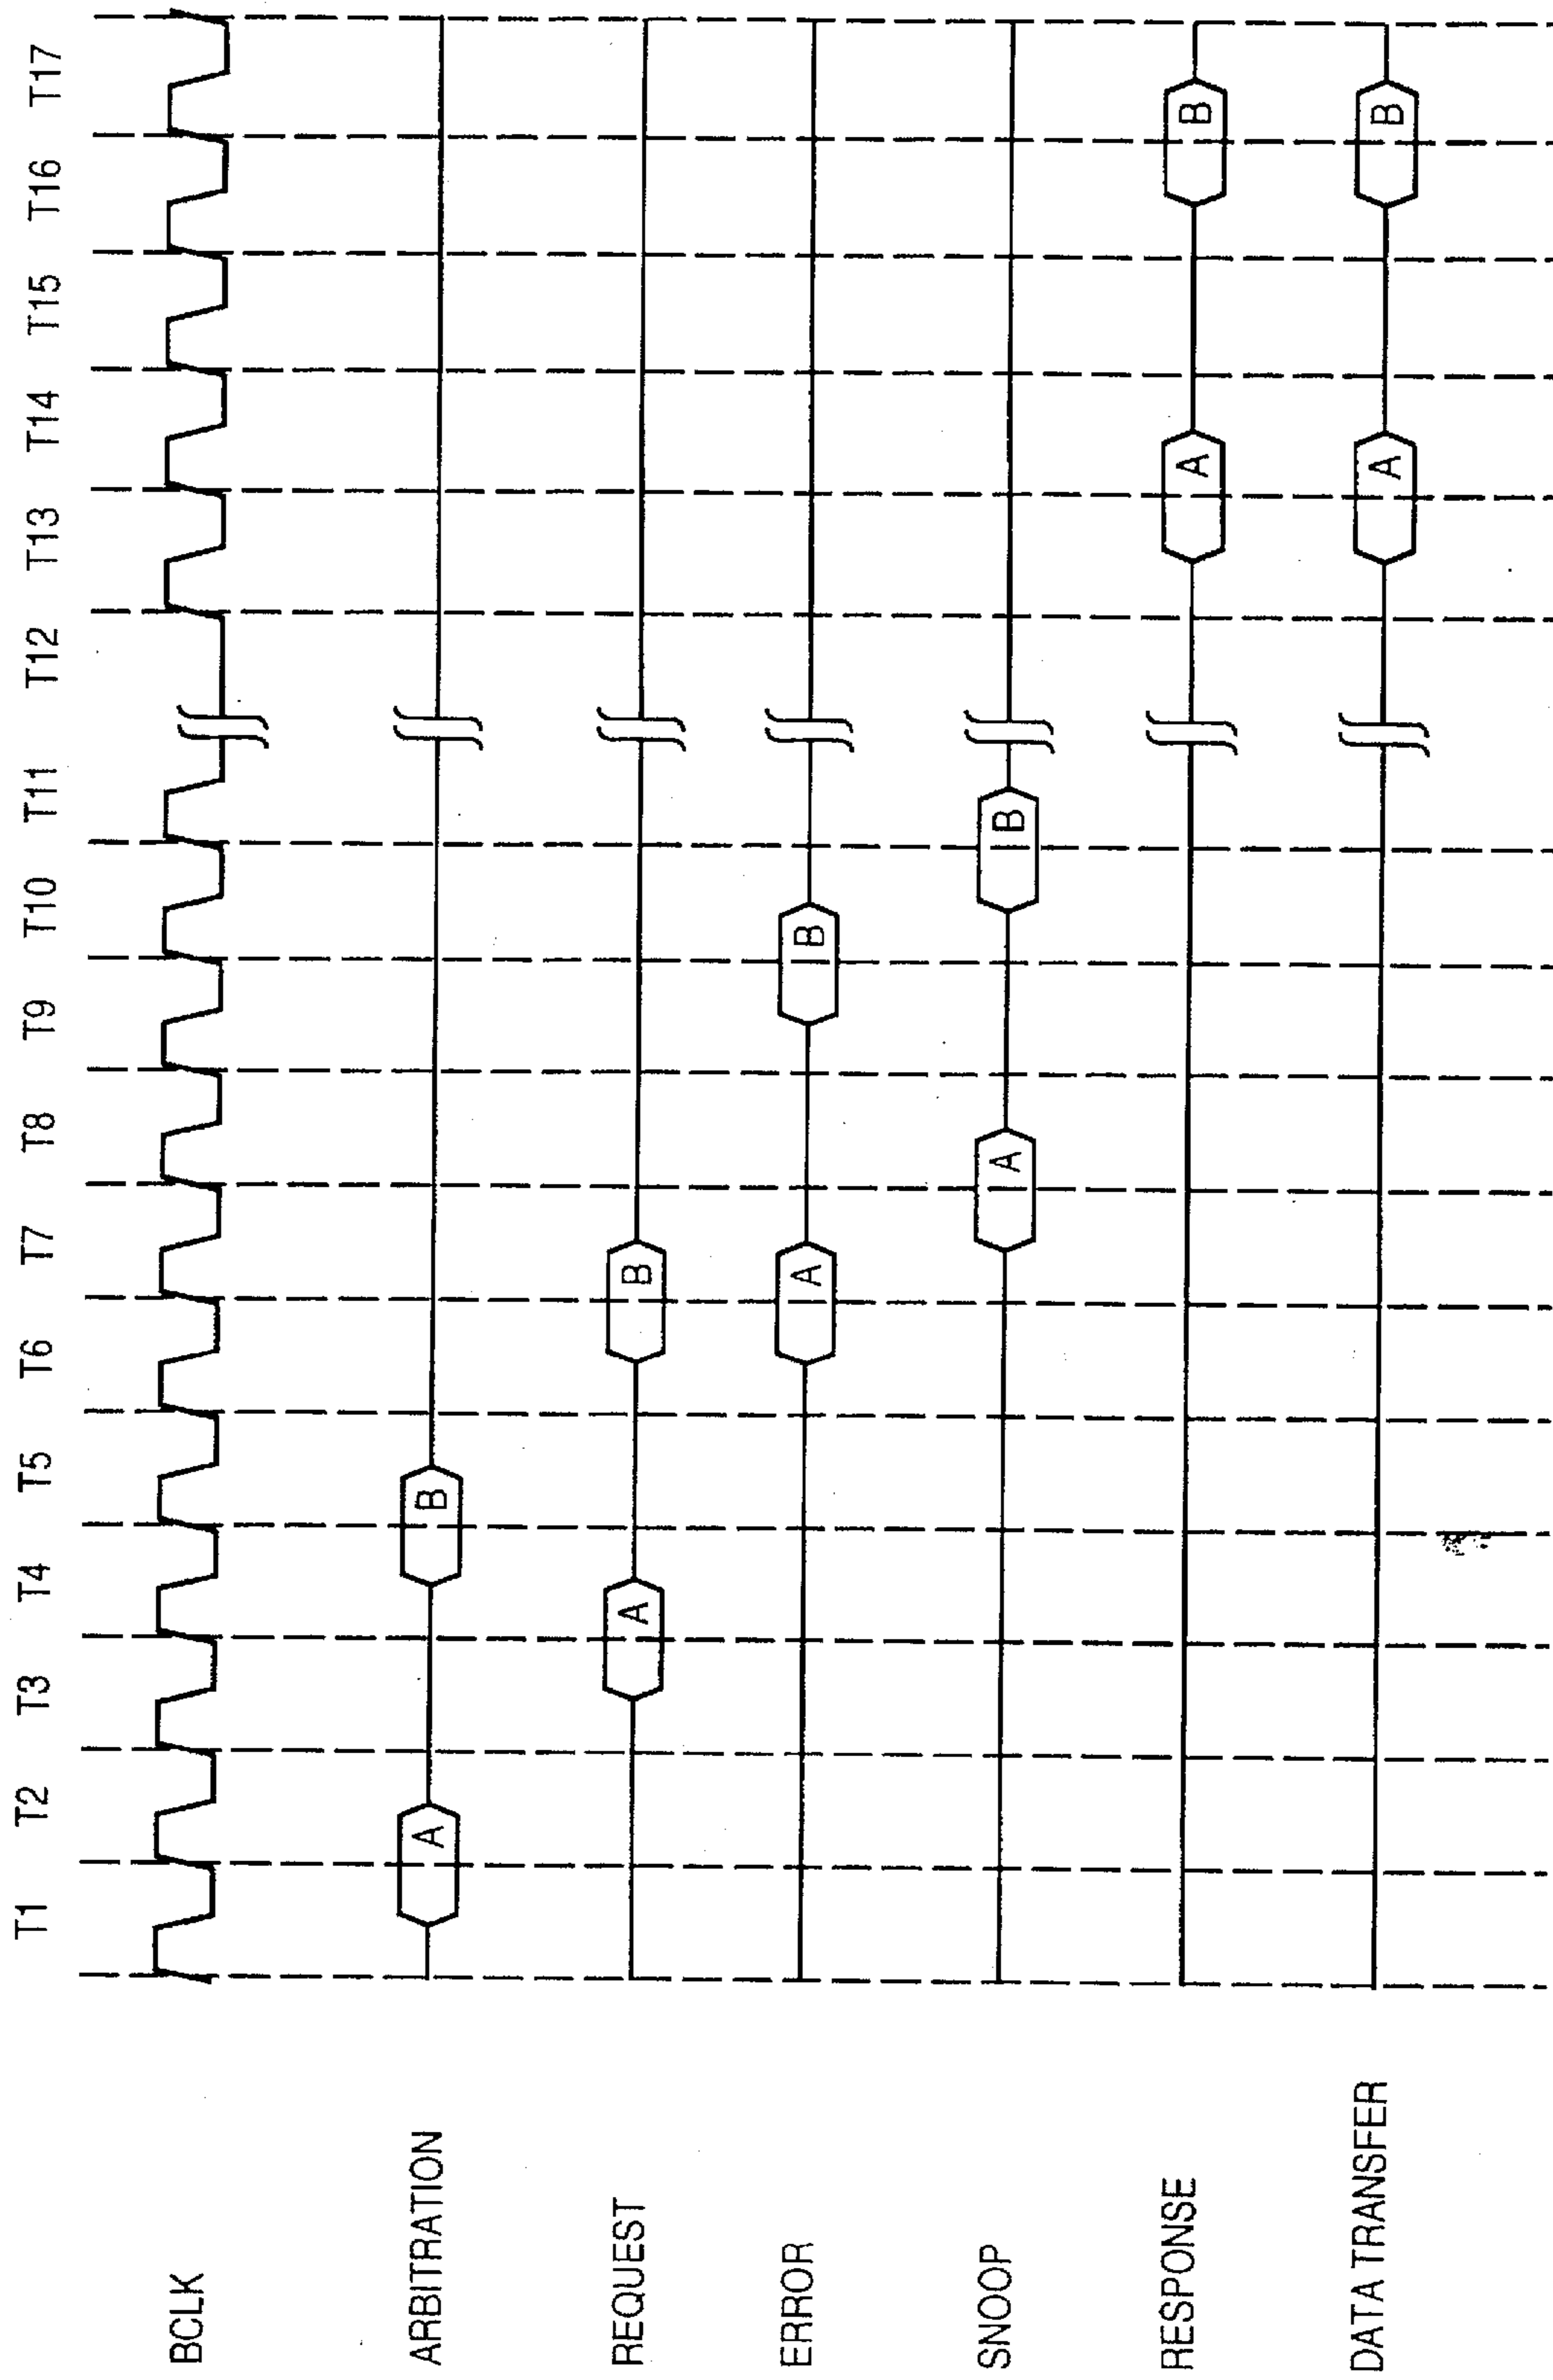 T1 T2 T3 T4 T5 T6 T7 T8 T9 T10 T11 T12 T13 T14 T15 T16 T17
BCLK
ARBITRATION A B
REQUEST A B
ERROR A B
SNOOP A B
RESPONSE A B
DATA TRANSFER A B